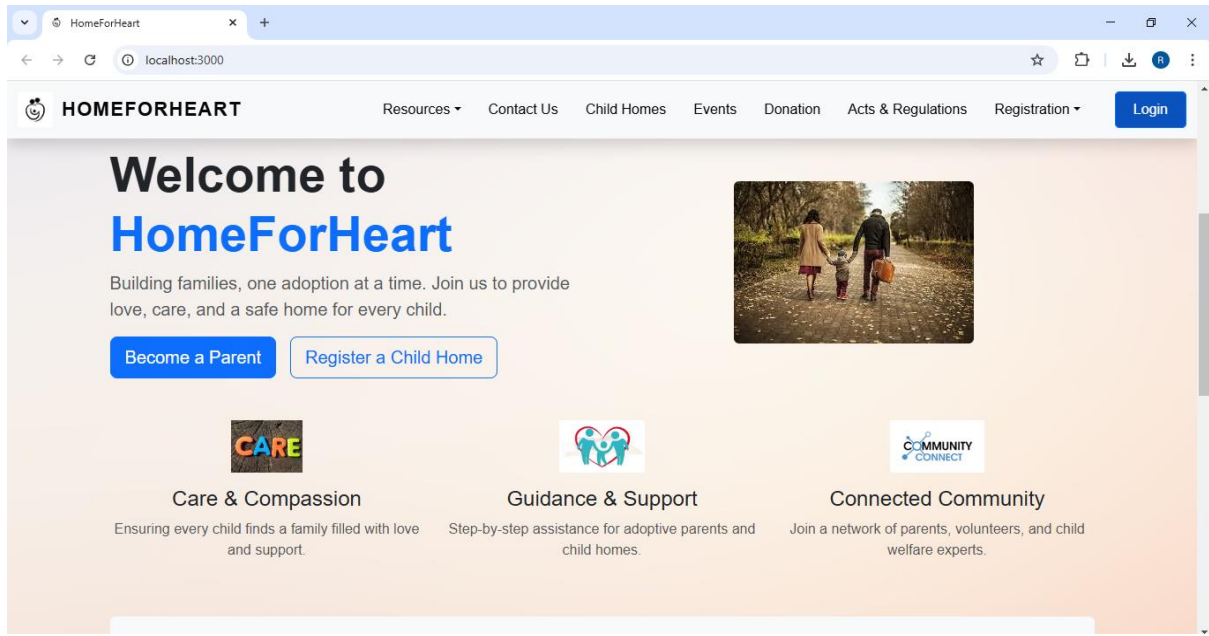 HomeForHeart
localhost:3000
R
HOMEFORHEART
Resources
Contact Us
Child Homes
Events
Donation
Acts & Regulations
Registration
Login
Welcome to
HomeForHeart
Building families, one adoption at a time. Join us to provide
love, care, and a safe home for every child.
Become a Parent
Register a Child Home
CARE
COMMUNITY
CONNECT
Care & Compassion
Guidance & Support
Connected Community
Ensuring every child finds a family filled with love
and support.
Step-by-step assistance for adoptive parents and
child homes.
Join a network of parents, volunteers, and child
welfare experts.